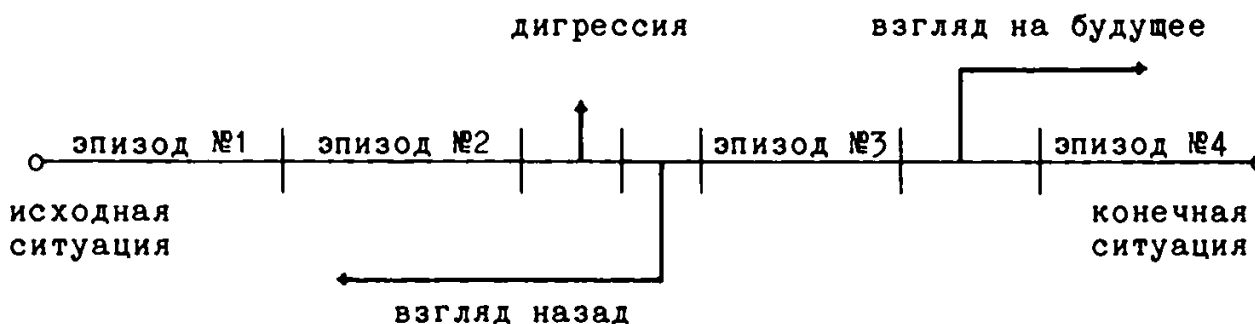 дигрессия взгляд на будущее
эпизод №1 эпизод №2 эпизод №3 эпизод №4
исходная
ситуация
конечная
ситуация
взгляд назад